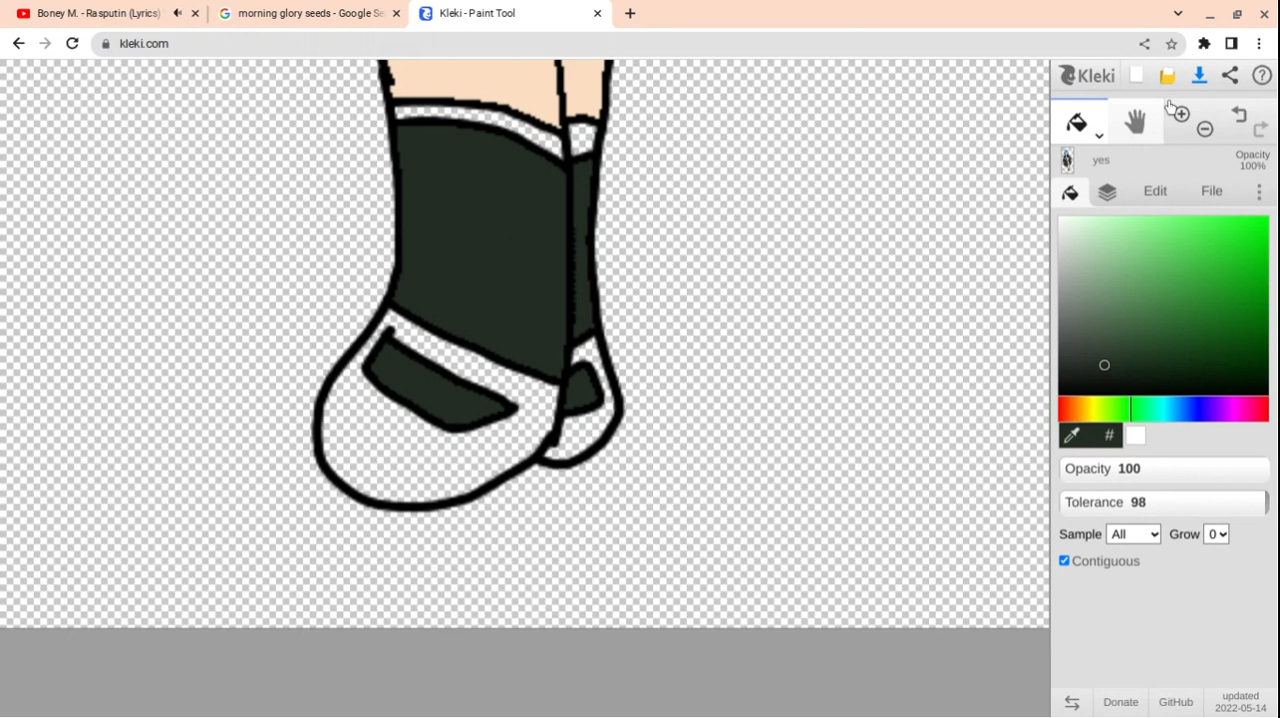 Boney M. - Rasputin (Lyrics)
morning glory seeds - Google Se
Kleki - Paint Tool
kleki.com
Kleki
yes
Opacity
100%
Edit File
#
Opacity 100
Tolerance 98
Sample All Grow 0
Contiguous
Donate GitHub updated
2022-05-14